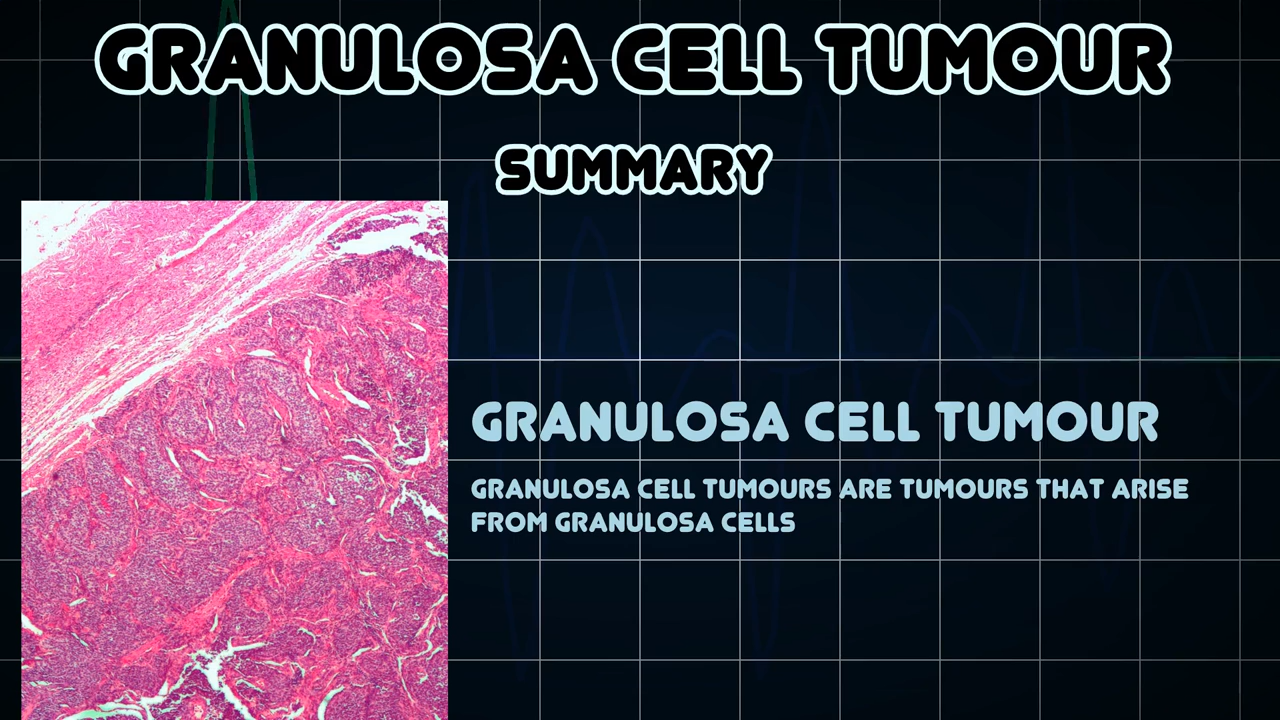 GRANULOSA CELL TUMOUR
SUMMARY
GRANULOSA CELL TUMOUR
GRANULOSA CELL TUMOURS ARE TUMOURS THAT ARISE
FROM GRANULOSA CELLS